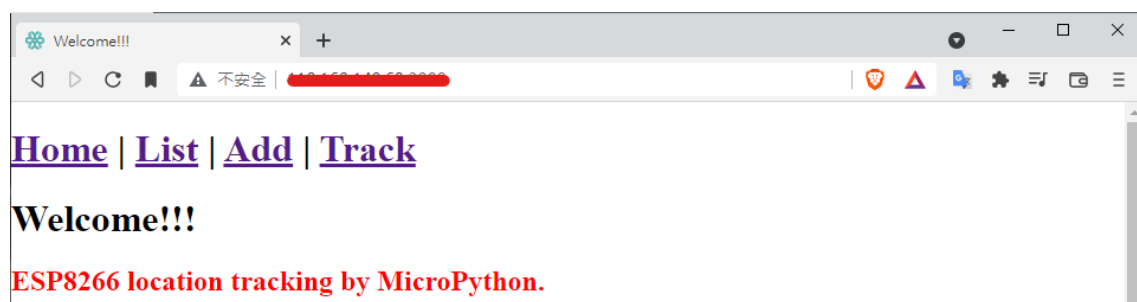 Welcome!!!
不安全
Home | List | Add | Track
Welcome!!!
ESP8266 location tracking by MicroPython.